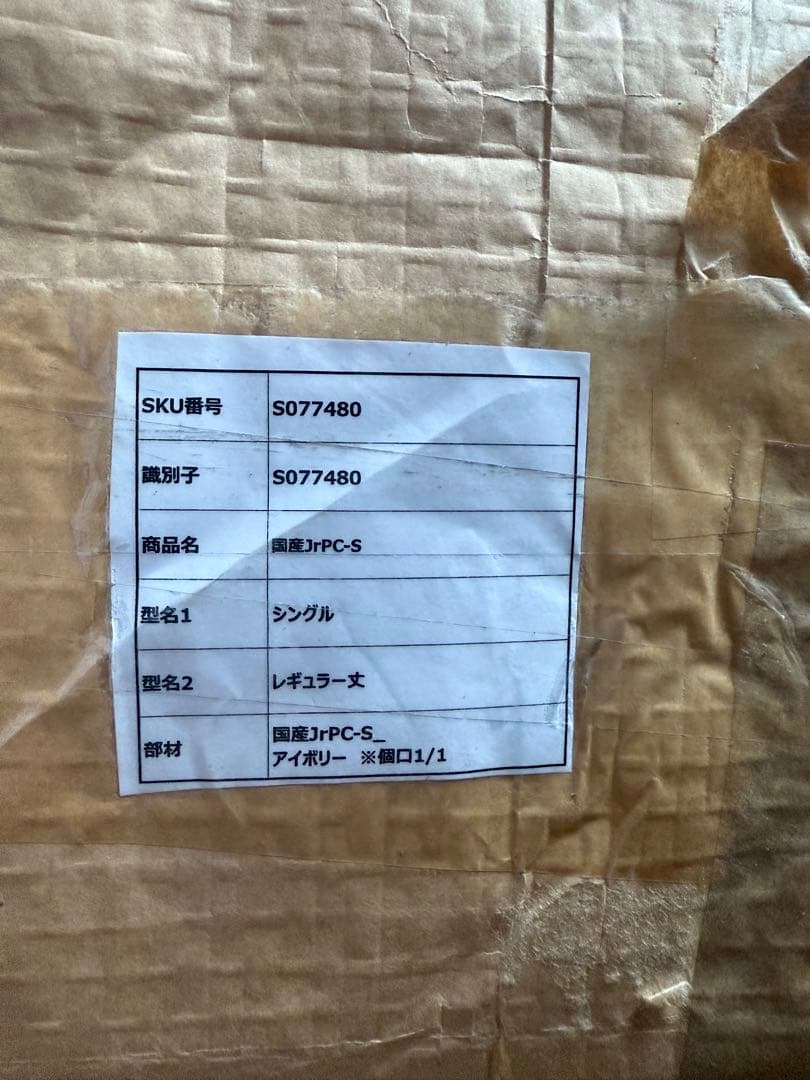 SKU番号 S077480
識別子 S077480
商品名 国産JrPC-S
型名1 シングル
型名2 レギュラー丈
部材 国産JrPC-S_
アイボリー ※個口1/1